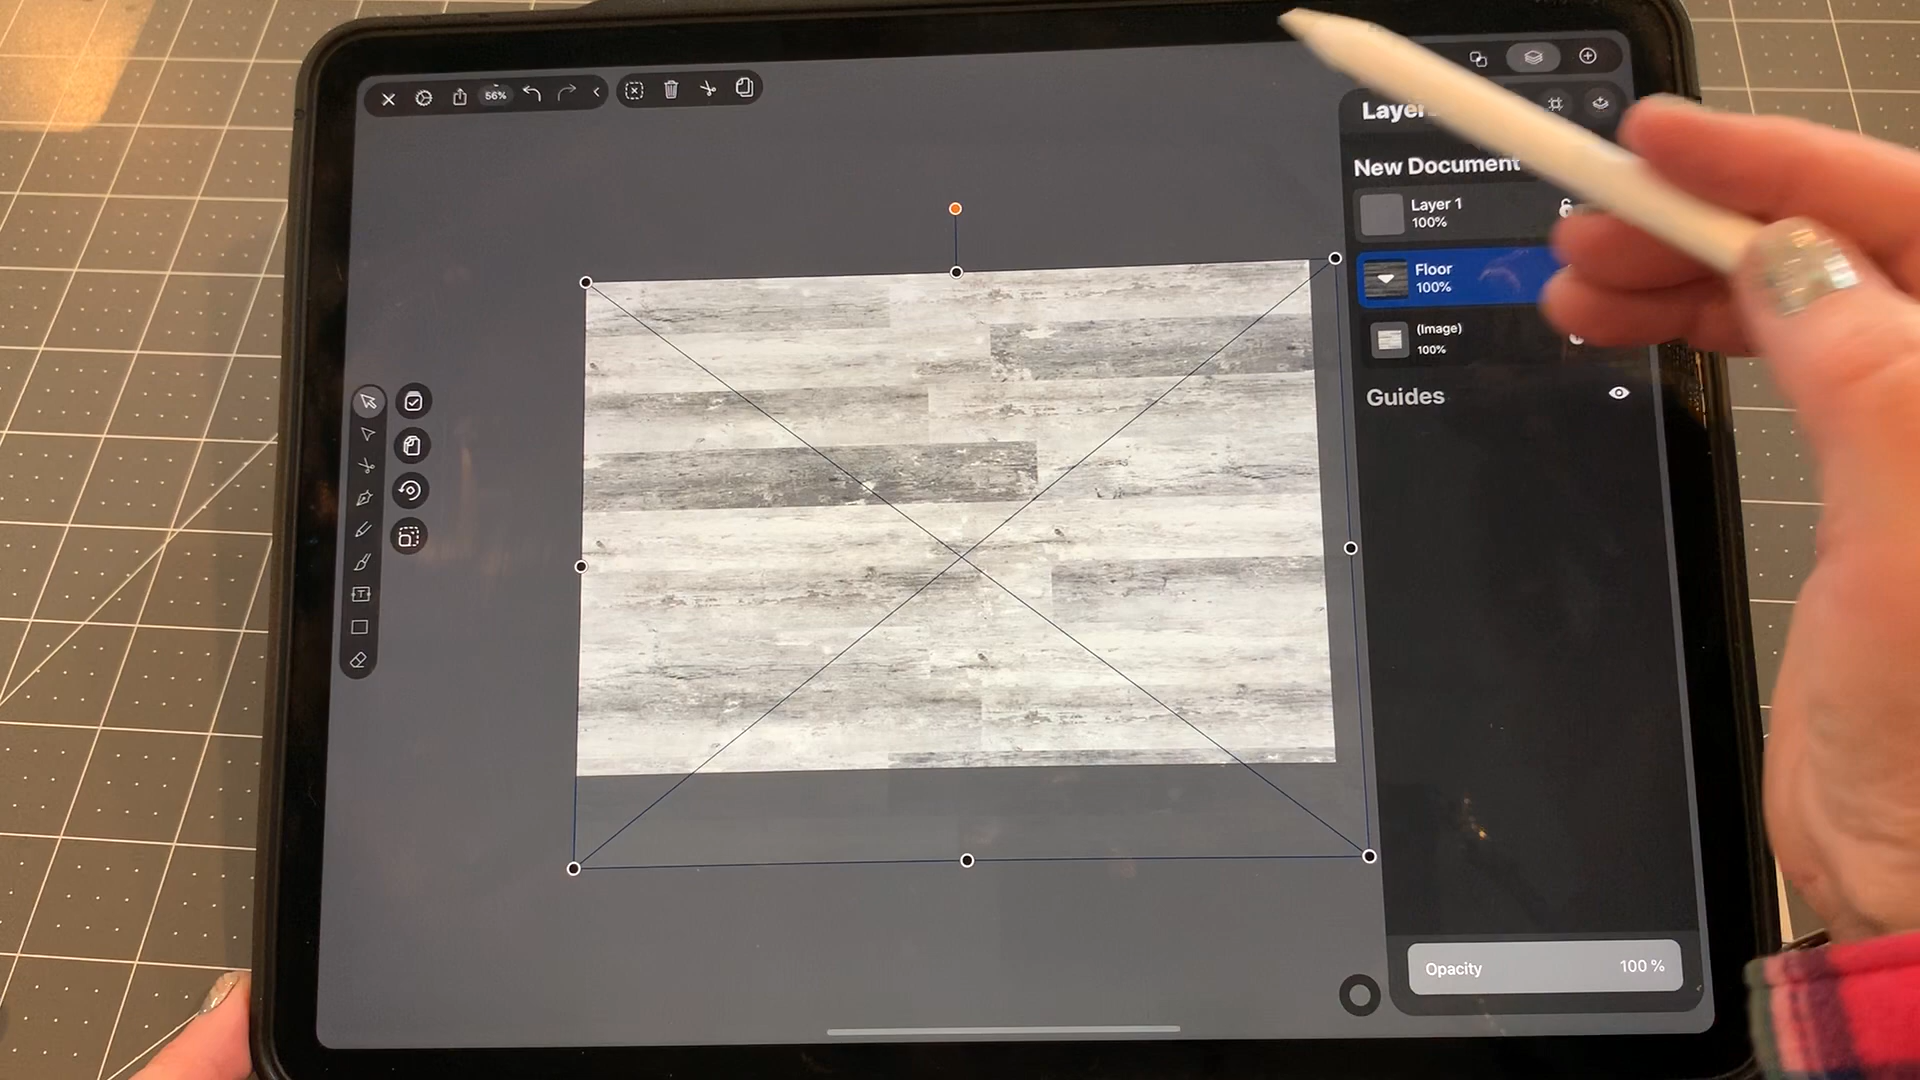 56%
Layer
New Document
Layer 1
100%
Floor
100%
(Image)
100%
Guides
Opacity 100 %